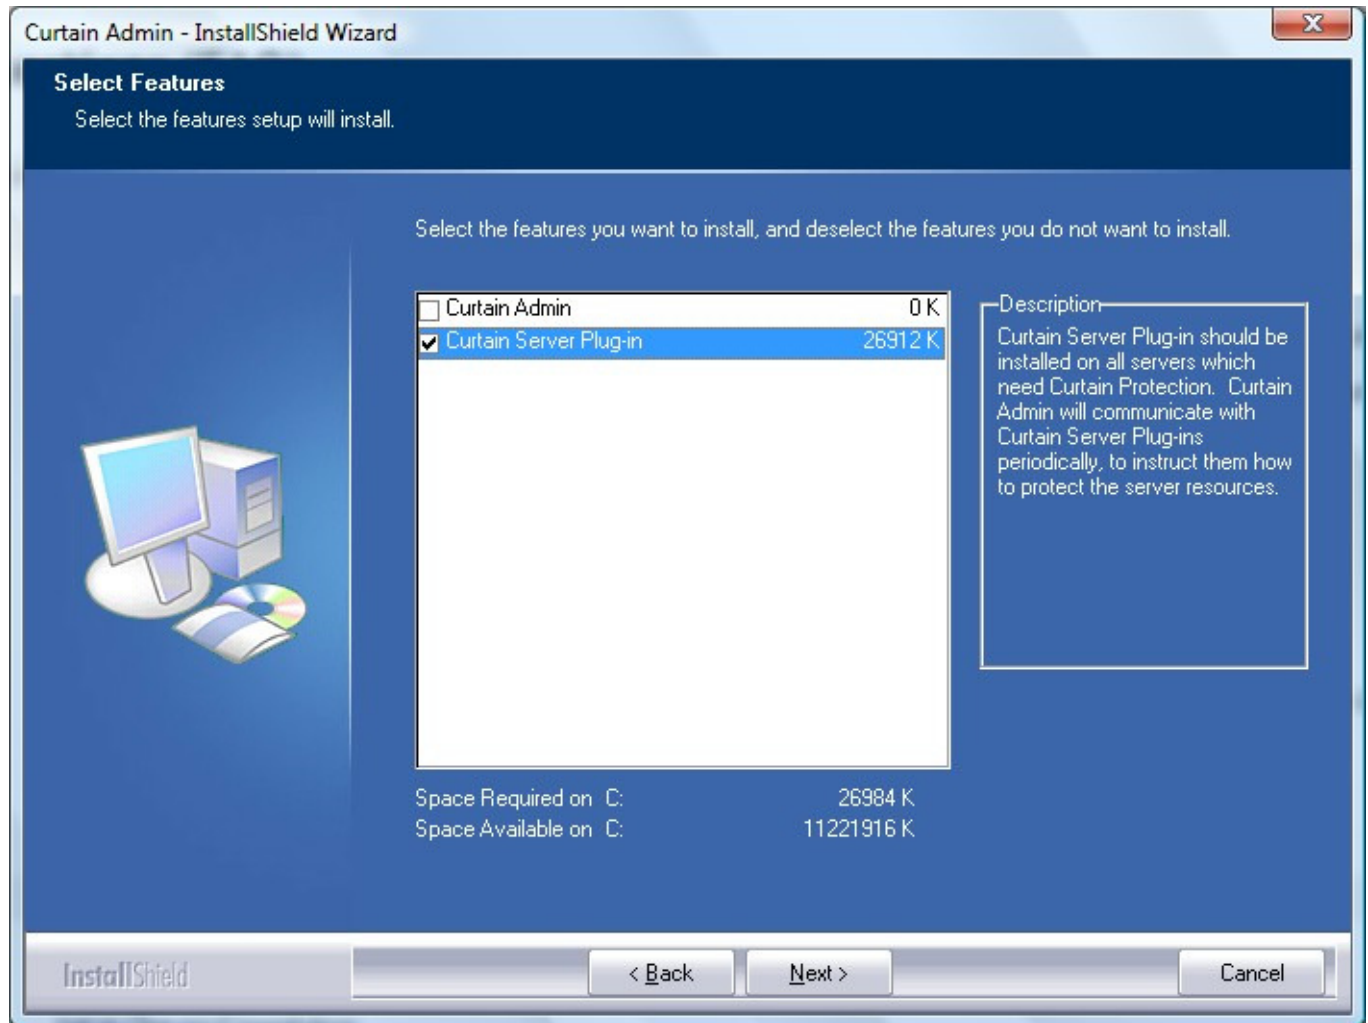 Curtain Admin - InstallShield Wizard
Select Features
Select the features setup will install.
Select the features you want to install, and deselect the features you do not want to install.
Curtain Admin 0 K
Curtain Server Plug-in 26912 K
Description
Curtain Server Plug-in should be
installed on all servers which
need Curtain Protection.  Curtain
Admin will communicate with
Curtain Server Plug-ins
periodically, to instruct them how
to protect the server resources.
Space Required on  C: 26984 K
Space Available on  C: 11221916 K
InstallShield
< Back
Next >
Cancel